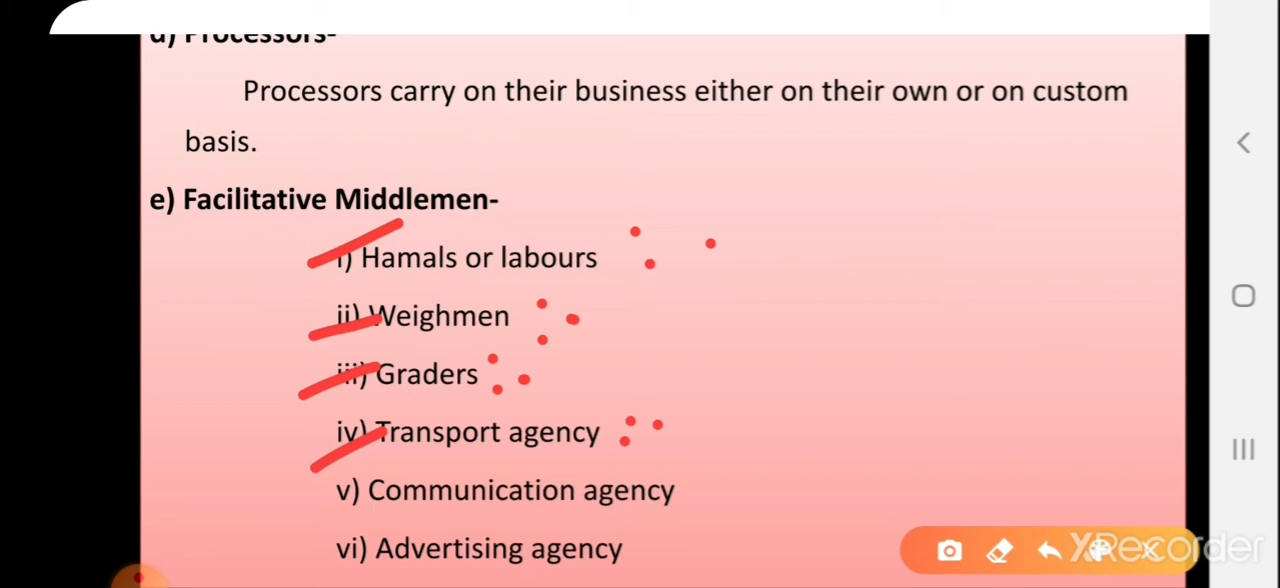 d) Processors-
Processors carry on their business either on their own or on custom
basis.
e) Facilitative Middlemen-
i) Hamals or labours
ii) Weighmen
iii) Graders
iv) Transport agency
v) Communication agency
vi) Advertising agency
XRecorder